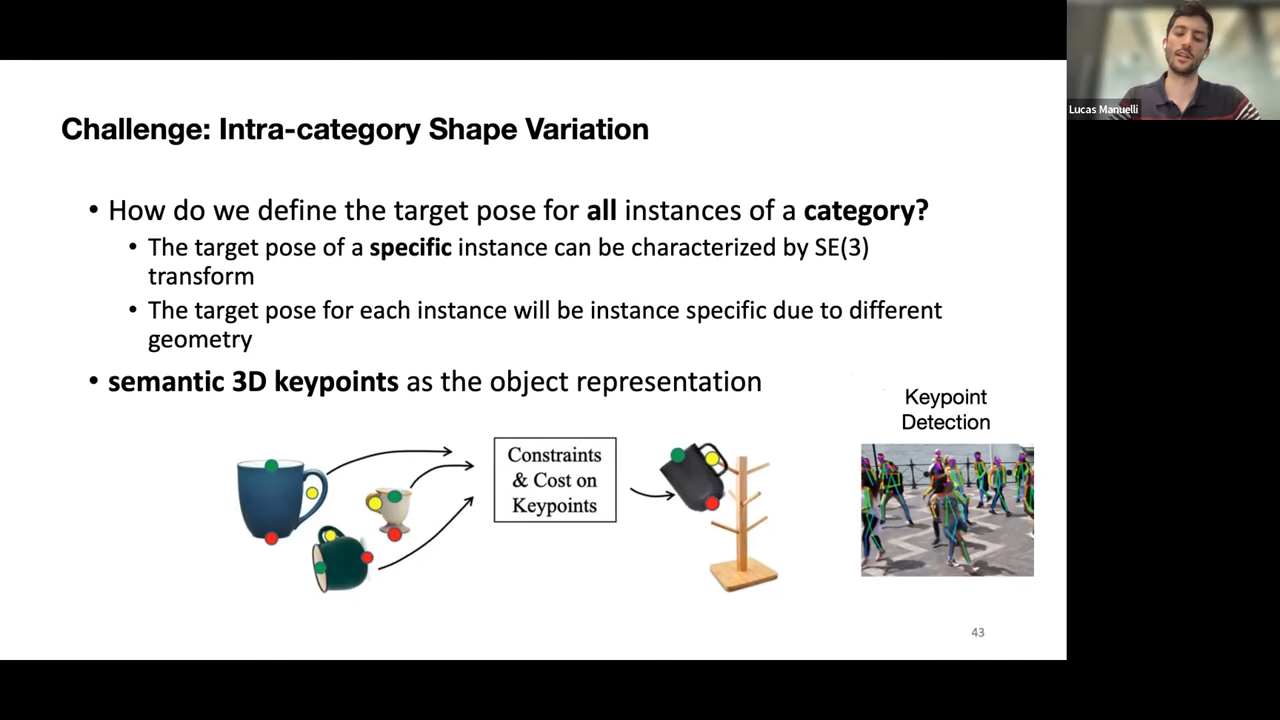 Lucas Manuelli
Challenge: Intra-category Shape Variation
• How do we define the target pose for all instances of a category?
• The target pose of a specific instance can be characterized by SE(3)
transform
• The target pose for each instance will be instance specific due to different
geometry
• semantic 3D keypoints as the object representation
Keypoint
Detection
Constraints
& Cost on
Keypoints
43